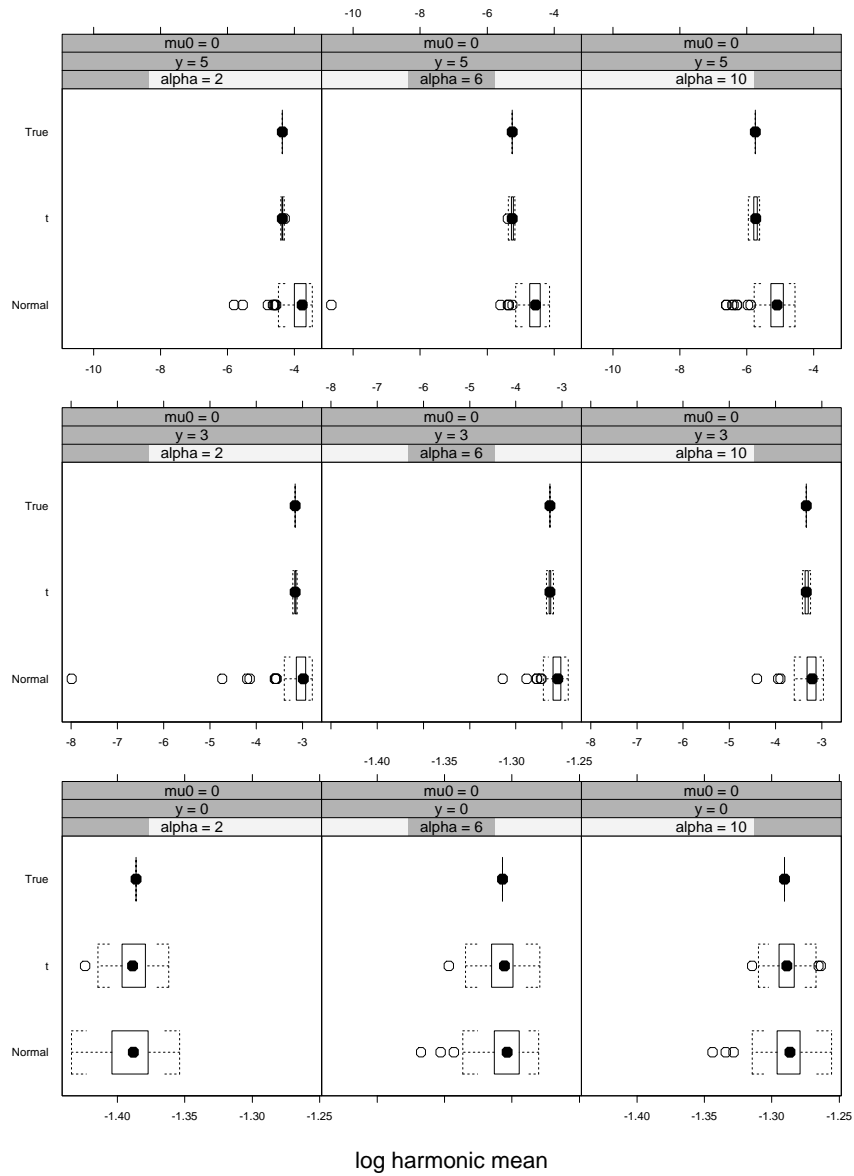 -10 -8 -6 -4
mu0 = 0 mu0 = 0 mu0 = 0
y = 5 y = 5 y = 5
alpha = 2 alpha = 6 alpha = 10
True
t
Normal
-10 -8 -6 -4 -10 -8 -6 -4
-8 -7 -6 -5 -4 -3
mu0 = 0 mu0 = 0 mu0 = 0
y = 3 y = 3 y = 3
alpha = 2 alpha = 6 alpha = 10
True
t
Normal
-8 -7 -6 -5 -4 -3 -8 -7 -6 -5 -4 -3
-1.40 -1.35 -1.30 -1.25
mu0 = 0 mu0 = 0 mu0 = 0
y = 0 y = 0 y = 0
alpha = 2 alpha = 6 alpha = 10
True
t
Normal
-1.40 -1.35 -1.30 -1.25 -1.40 -1.35 -1.30 -1.25
log harmonic mean